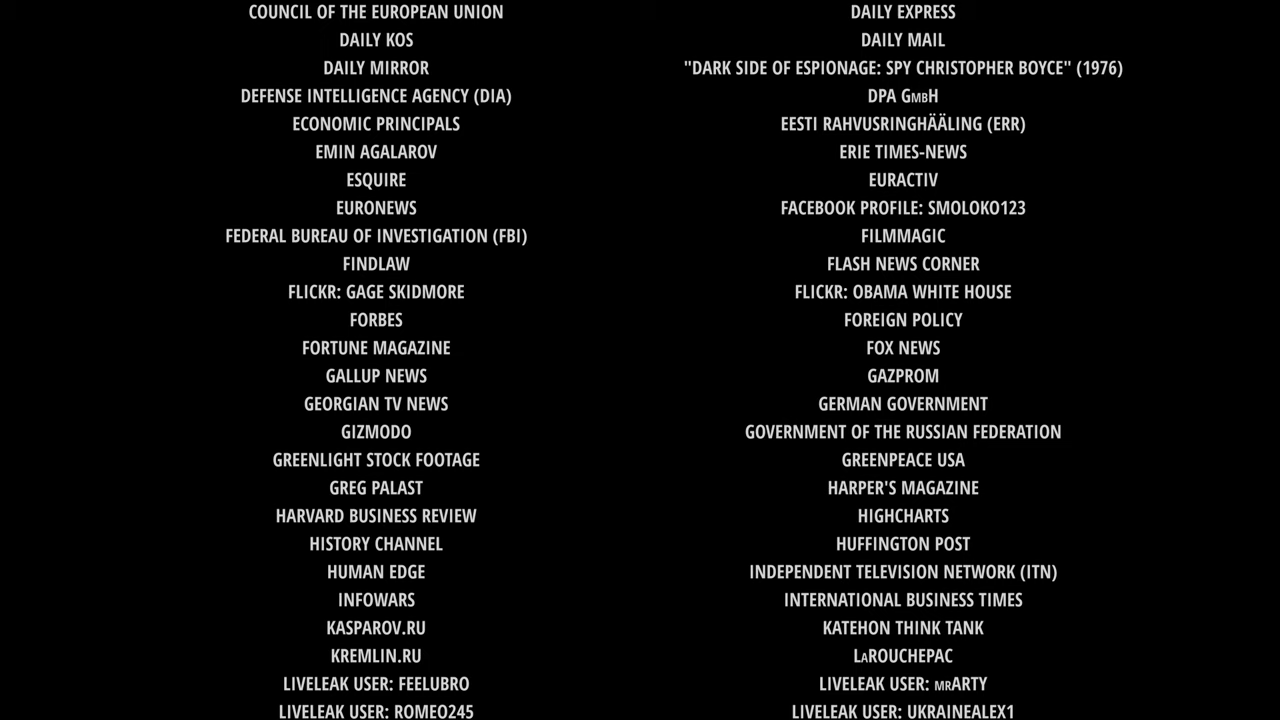 COUNCIL OF THE EUROPEAN UNION
DAILY EXPRESS
DAILY KOS
DAILY MAIL
DAILY MIRROR
"DARK SIDE OF ESPIONAGE: SPY CHRISTOPHER BOYCE" (1976)
DEFENSE INTELLIGENCE AGENCY (DIA)
DPA GMBH
ECONOMIC PRINCIPALS
EESTI RAHVUSRINGHÄÄLING (ERR)
EMIN AGALAROV
ERIE TIMES-NEWS
ESQUIRE
EURACTIV
EURONEWS
FACEBOOK PROFILE: SMOLOKO123
FEDERAL BUREAU OF INVESTIGATION (FBI)
FILMMAGIC
FINDLAW
FLASH NEWS CORNER
FLICKR: GAGE SKIDMORE
FLICKR: OBAMA WHITE HOUSE
FORBES
FOREIGN POLICY
FORTUNE MAGAZINE
FOX NEWS
GALLUP NEWS
GAZPROM
GEORGIAN TV NEWS
GERMAN GOVERNMENT
GIZMODO
GOVERNMENT OF THE RUSSIAN FEDERATION
GREENLIGHT STOCK FOOTAGE
GREENPEACE USA
GREG PALAST
HARPER'S MAGAZINE
HARVARD BUSINESS REVIEW
HIGHCHARTS
HISTORY CHANNEL
HUFFINGTON POST
HUMAN EDGE
INDEPENDENT TELEVISION NETWORK (ITN)
INFOWARS
INTERNATIONAL BUSINESS TIMES
KASPAROV.RU
KATEHON THINK TANK
KREMLIN.RU
LAROUCHEPAC
LIVELEAK USER: FEELUBRO
LIVELEAK USER: MRARTY
LIVELEAK USER: ROMEO245
LIVELEAK USER: UKRAINEALEX1